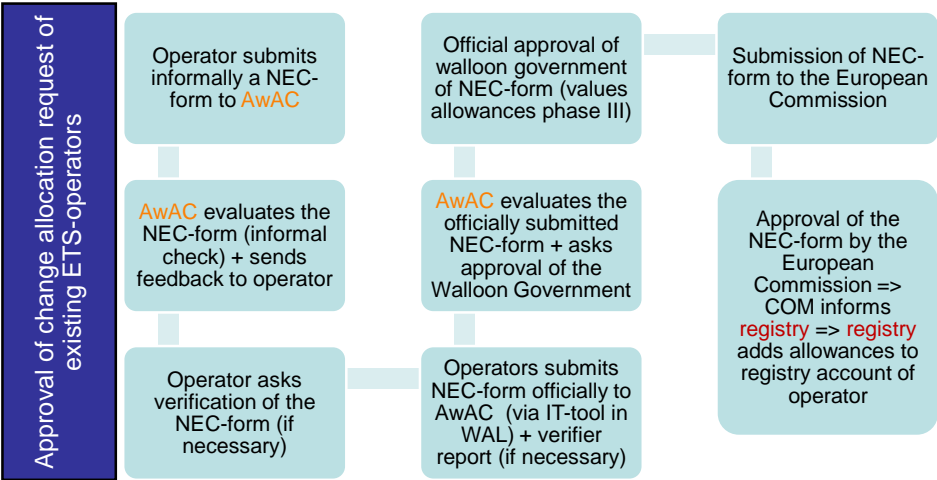 Approval of change allocation request of
existing ETS-operators
Operator submits
informally a NEC-
form to AwAC
AwAC evaluates the
NEC-form (informal
check) + sends
feedback to operator
Operator asks
verification of the
NEC-form (if
necessary)
Operators submits
NEC-form officially to
AwAC (via IT-tool in
WAL) + verifier
report (if necessary)
AwAC evaluates the
officially submitted
NEC-form + asks
approval of the
Walloon Government
Official approval of
walloon government
of NEC-form (values
allowances phase III)
Submission of NEC-
form to the European
Commission
Approval of the
NEC-form by the
European
Commission =>
COM informs
registry => registry
adds allowances to
registry account of
operator